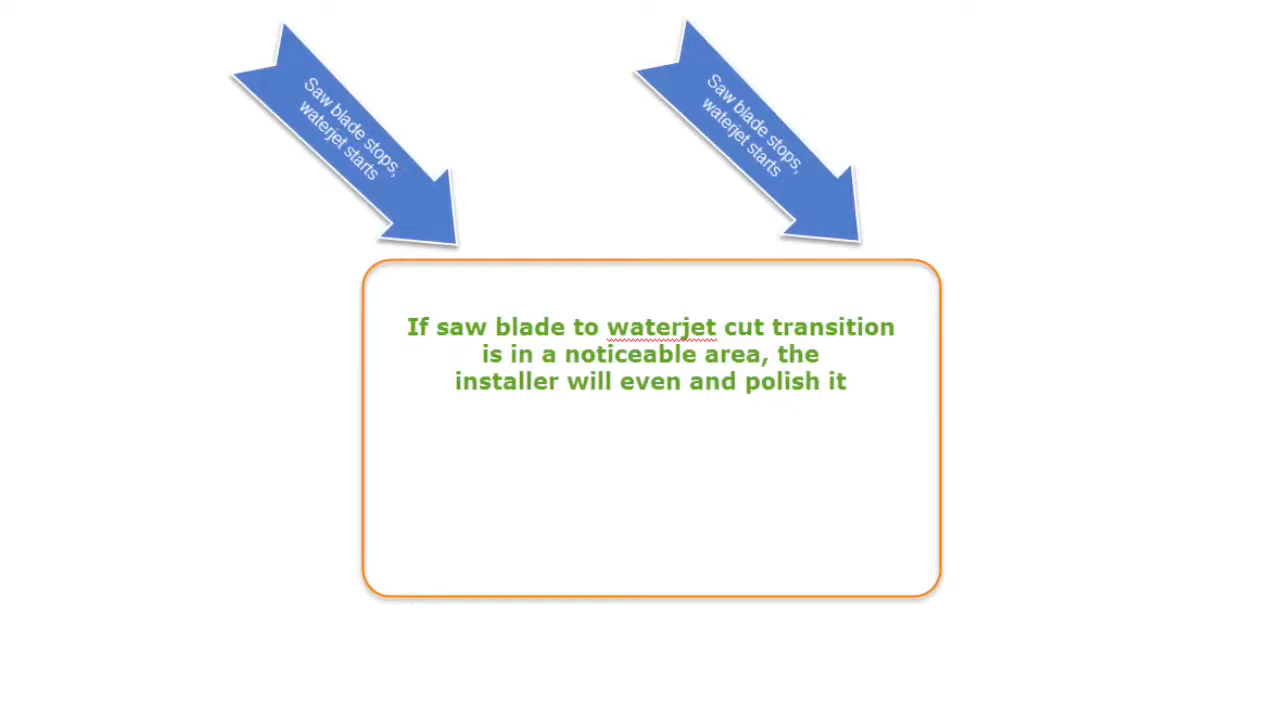 Saw blade stops,
waterjet starts
Saw blade stops,
waterjet starts
If saw blade to waterjet cut transition
is in a noticeable area, the
installer will even and polish it